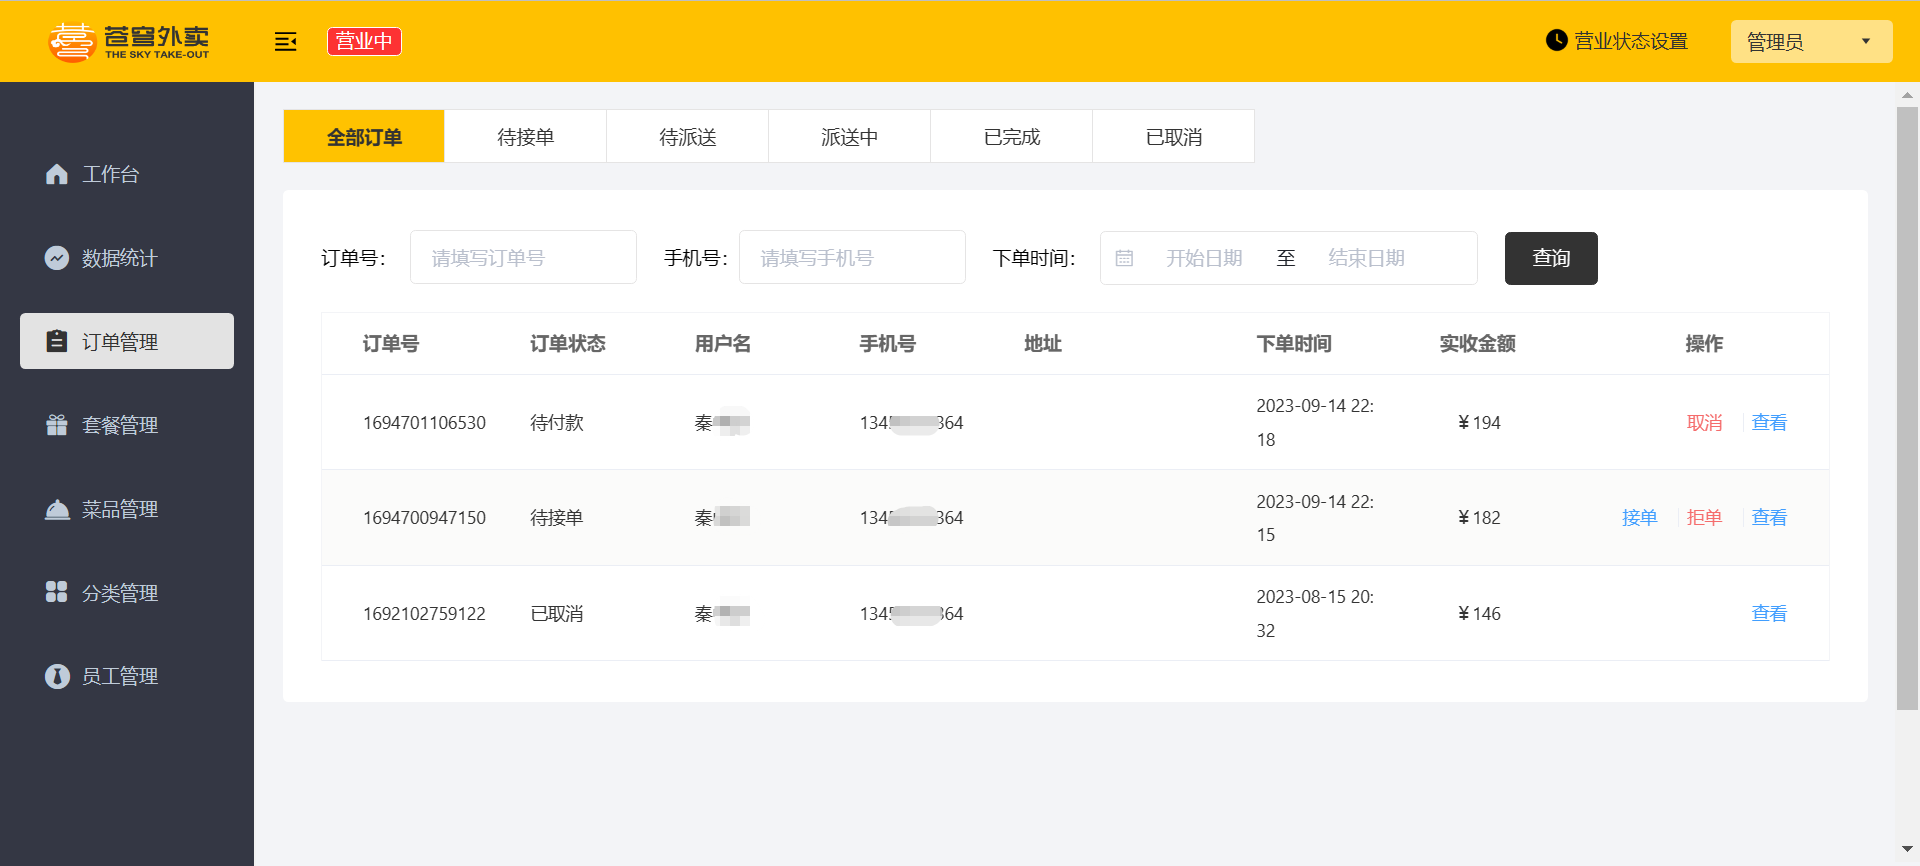 苍穹外卖
THE SKY TAKE-OUT
营业中
营业状态设置
管理员
工作台
数据统计
订单管理
套餐管理
菜品管理
分类管理
员工管理
全部订单 待接单 待派送 派送中 已完成 已取消
订单号： 请填写订单号 手机号： 请填写手机号 下单时间： 开始日期 至 结束日期 查询
订单号 订单状态 用户名 手机号 地址 下单时间 实收金额 操作
1694701106530 待付款 秦 134 364 2023-09-14 22:18 ¥194 取消 查看
1694700947150 待接单 秦 134 364 2023-09-14 22:15 ¥182 接单 拒单 查看
1692102759122 已取消 秦 134 364 2023-08-15 20:32 ¥146 查看